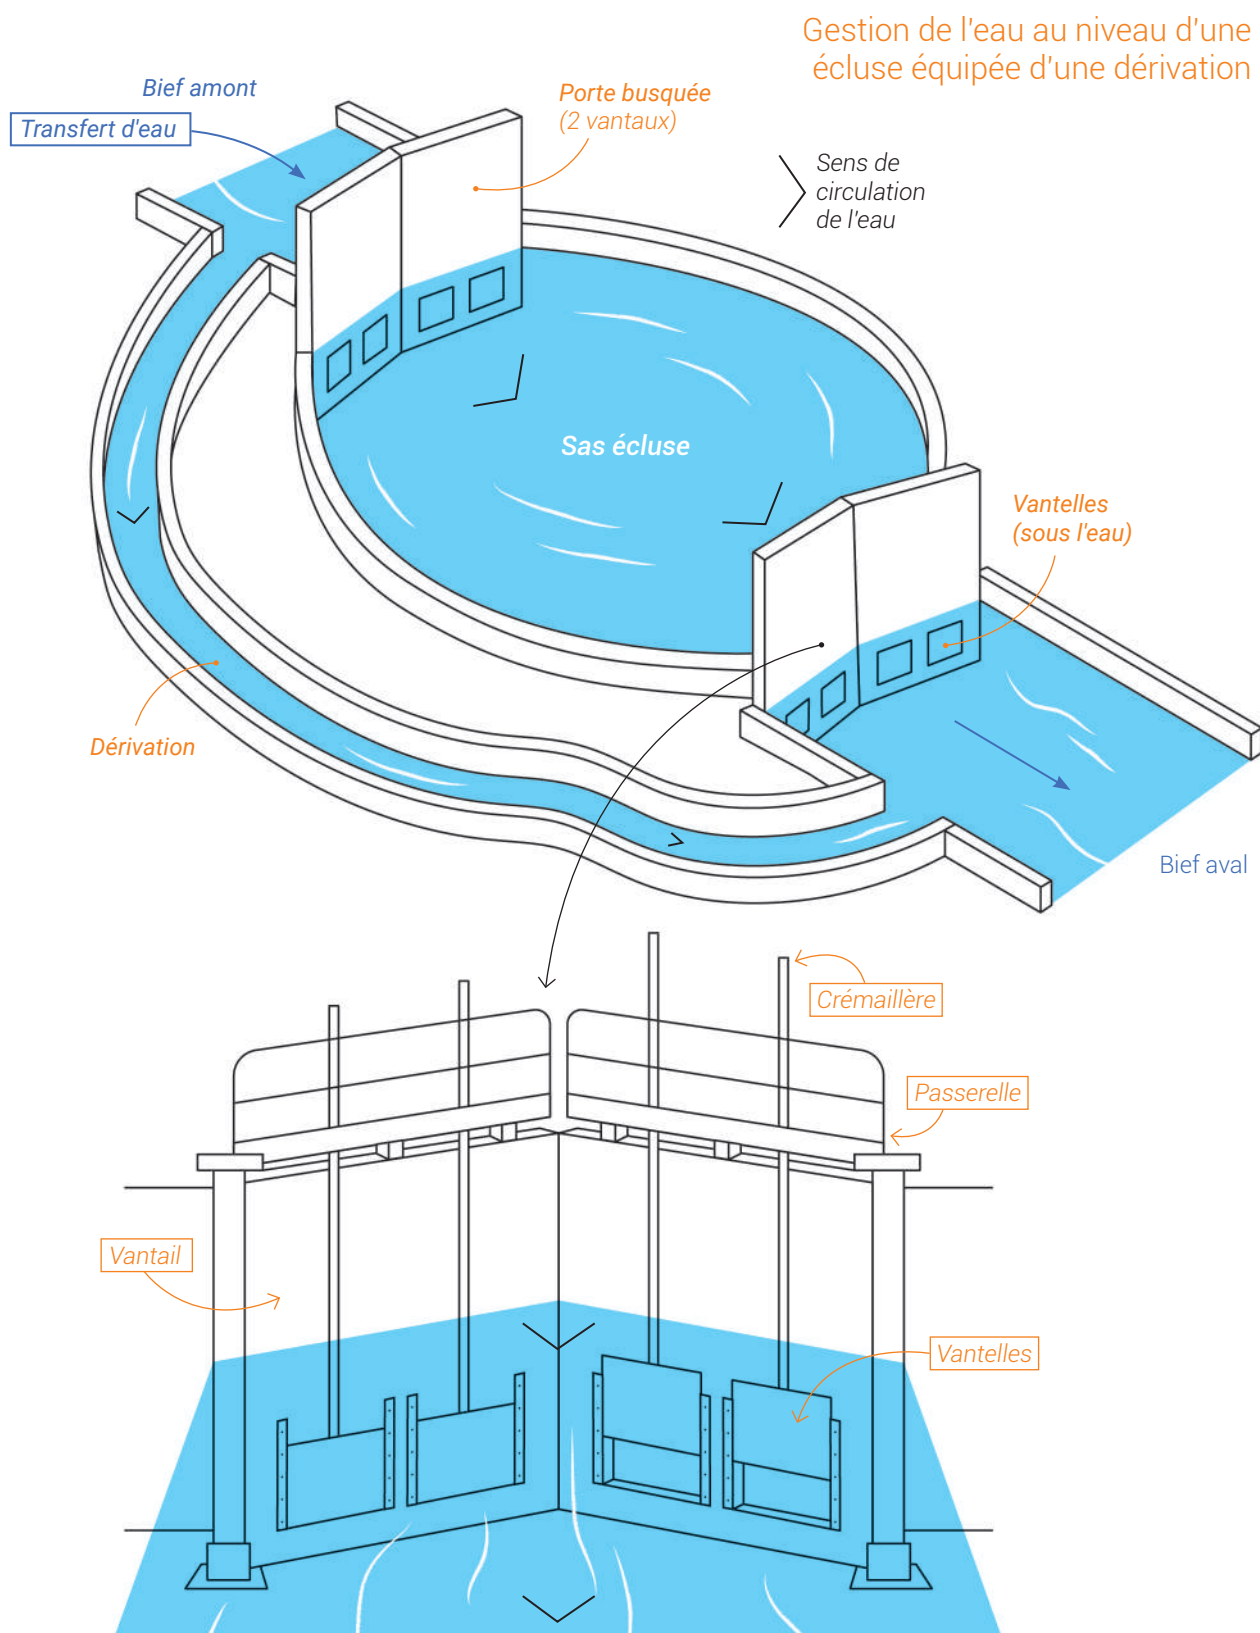 Gestion de l'eau au niveau d'une
écluse équipée d'une dérivation
Bief amont
Transfert d'eau
Porte busquée
(2 vantaux)
Sens de
circulation
de l'eau
Sas écluse
Vantelles
(sous l'eau)
Dérivation
Bief aval
Crémaillère
Passerelle
Vantail
Vantelles